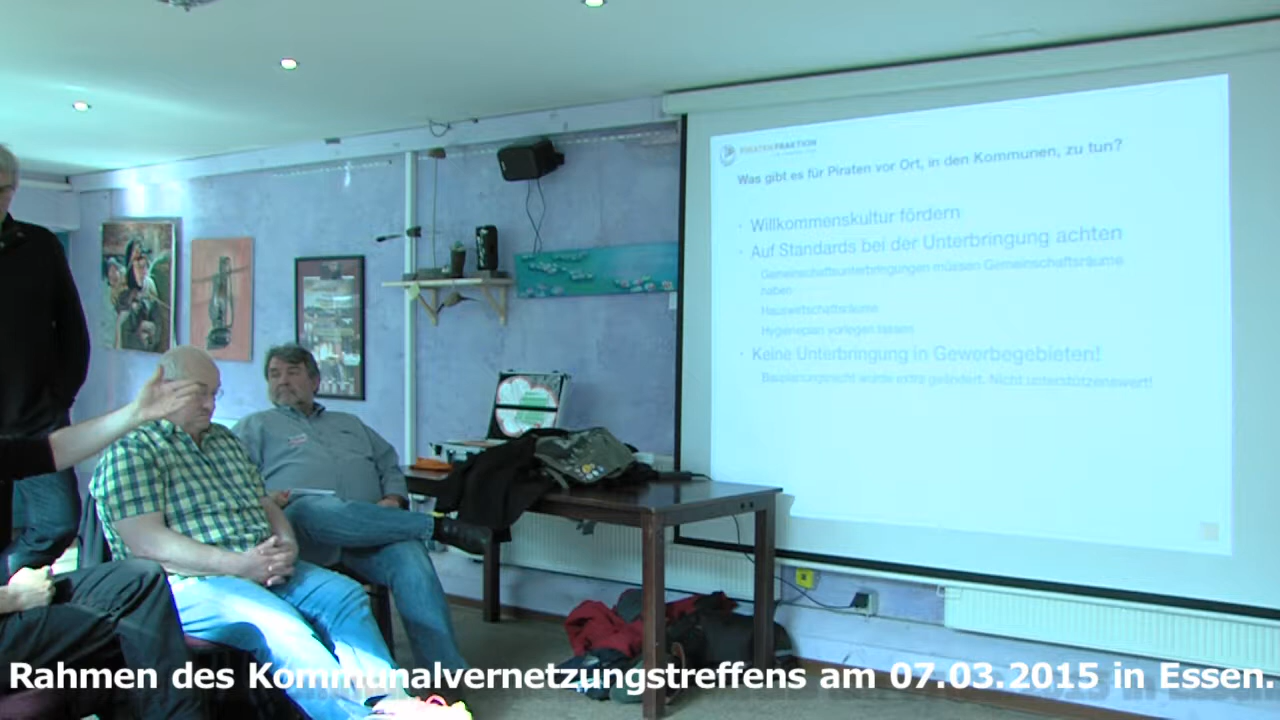 PIRATENFRAKTION
Was gibt es für Piraten vor Ort, in den Kommunen, zu tun?
· Willkommenskultur fördern
· Auf Standards bei der Unterbringung achten
Gemeinschaftsunterbringungen müssen Gemeinschaftsräume
haben
Hauswirtschaftsräume
Hygieneplan vorlegen lassen
· Keine Unterbringung in Gewerbegebieten!
Bauplanungsrecht wurde extra geändert. Nicht unterstützenswert!
Rahmen des Kommunalvernetzungstreffens am 07.03.2015 in Essen.